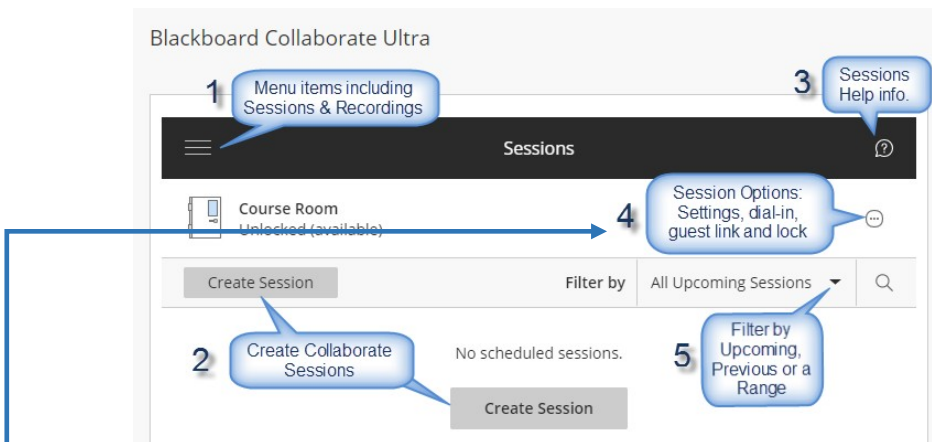 Blackboard Collaborate Ultra
1
Menu items including
Sessions & Recordings
3
Sessions
Help info.
Sessions
Course Room
Unlocked (available)
4
Session Options:
Settings, dial-in,
guest link and lock
Create Session
Filter by
All Upcoming Sessions
2
Create Collaborate
Sessions
No scheduled sessions.
Create Session
5
Filter by
Upcoming,
Previous or a
Range